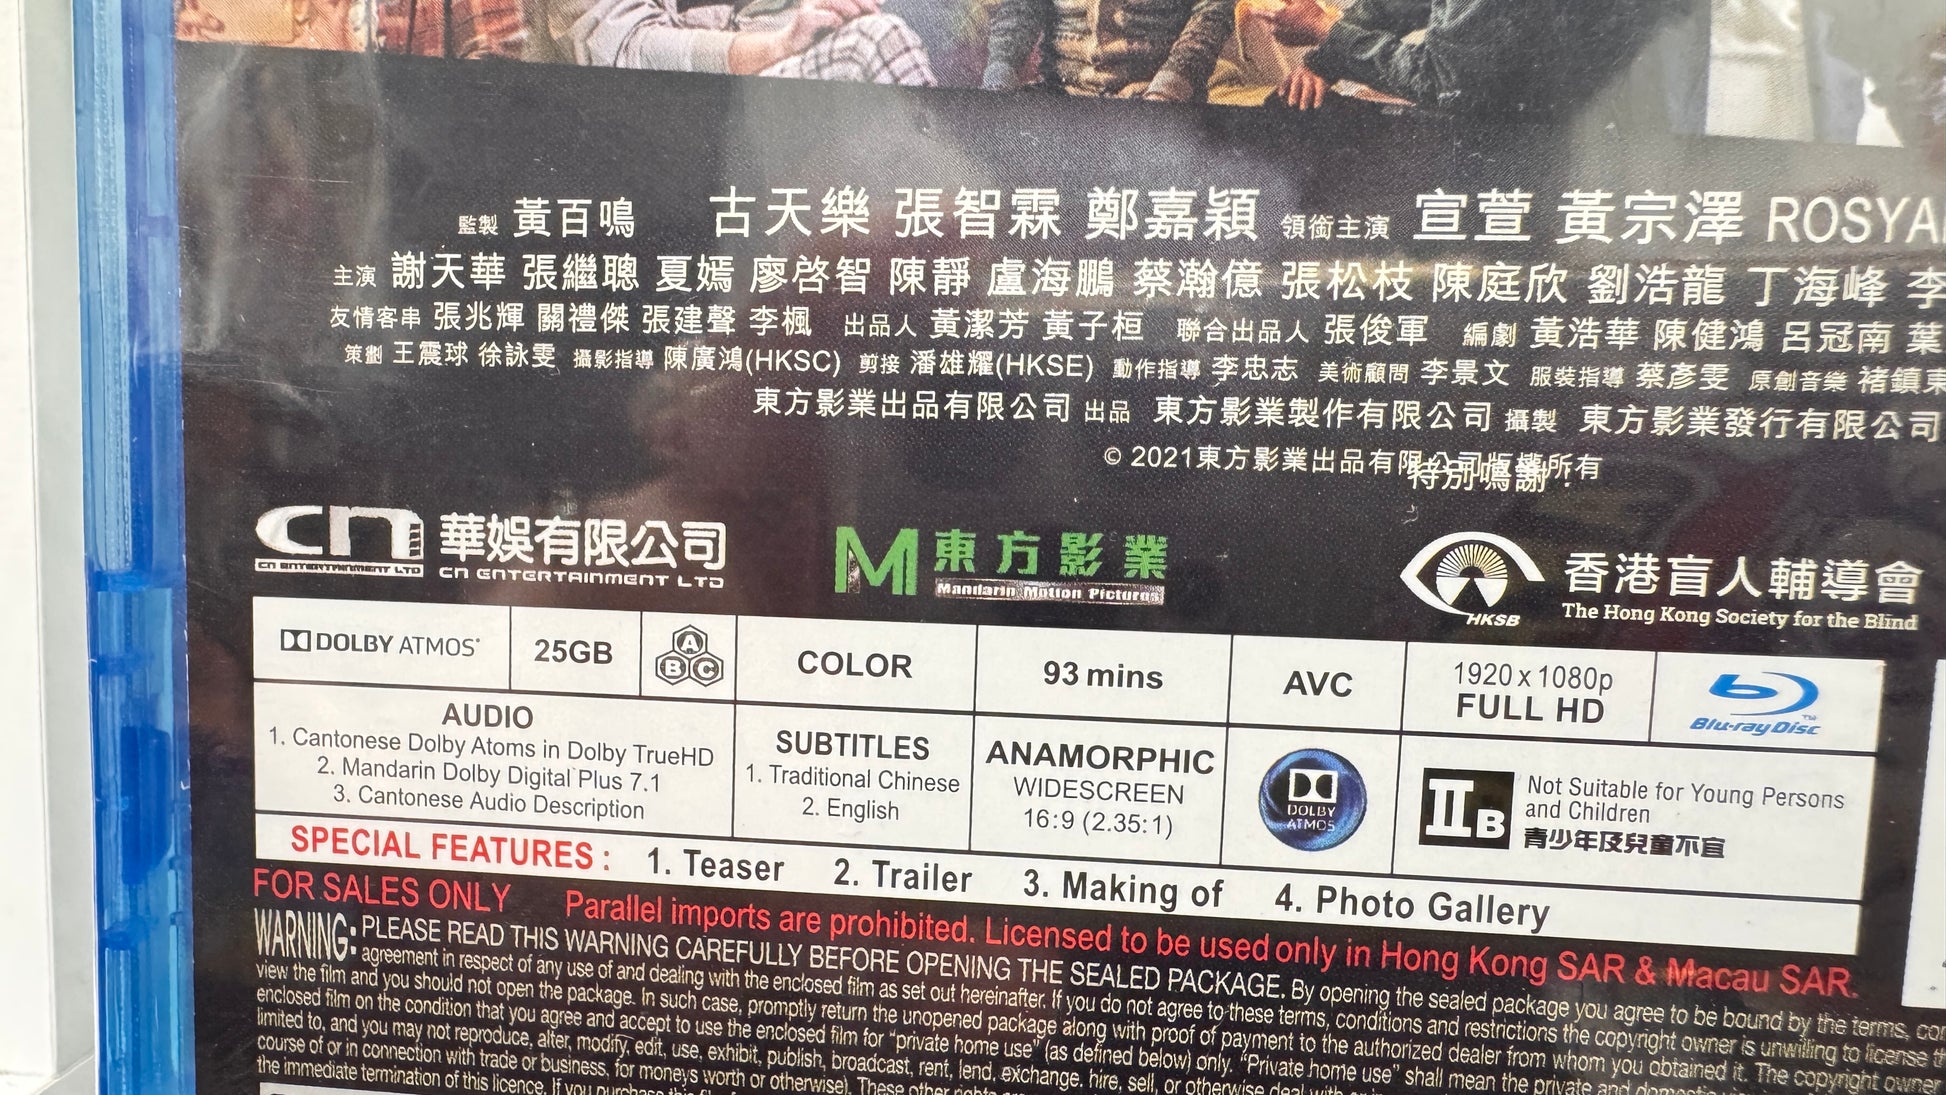 監製 黃百鳴 古天樂 張智霖 鄭嘉穎 領銜主演 宣萱 黃宗澤 ROSYA
主演 謝天華 張繼聰 夏嫣 廖啓智 陳靜 盧海鵬 蔡瀚億 張松枝 陳庭欣 劉浩龍 丁海峰 李
友情客串 張兆輝 關禮傑 張建聲 李楓 出品人 黃潔芳 黃子桓 聯合出品人 張俊軍 編劇 黃浩華 陳健鴻 呂冠南 葉
策劃 王震球 徐詠雯 攝影指導 陳廣鴻(HKSC) 剪接 潘雄耀(HKSE) 動作指導 李忠志 美術顧問 李景文 服裝指導 蔡彥雯 原創音樂 褚鎮東
東方影業出品有限公司 出品 東方影業製作有限公司 攝製 東方影業發行有限公司
© 2021東方影業出品有限公司版權所有
特別鳴謝：
cn 華娛有限公司
CN ENTERTAINMENT LTD
CN ENTERTAINMENT LTD
M 東方影業
Mandarin Motion Pictures
香港盲人輔導會
HKSB The Hong Kong Society for the Blind
DOLBY ATMOS 25GB A B C COLOR 93 mins AVC 1920 x 1080p
FULL HD
Blu-ray Disc
AUDIO
1. Cantonese Dolby Atoms in Dolby TrueHD
2. Mandarin Dolby Digital Plus 7.1
3. Cantonese Audio Description
SUBTITLES
1. Traditional Chinese
2. English
ANAMORPHIC
WIDESCREEN
16:9 (2.35:1)
DOLBY
ATMOS
IIB Not Suitable for Young Persons
and Children
青少年及兒童不宜
SPECIAL FEATURES : 1. Teaser 2. Trailer 3. Making of 4. Photo Gallery
FOR SALES ONLY Parallel imports are prohibited. Licensed to be used only in Hong Kong SAR & Macau SAR.
WARNING: PLEASE READ THIS WARNING CAREFULLY BEFORE OPENING THE SEALED PACKAGE. By opening the sealed package you agree to be bound by the terms, co
agreement in respect of any use of and dealing with the enclosed film as set out hereinafter. If you do not agree to these terms, conditions and restrictions the copyright owner is unwilling to license th
view the film and you should not open the package. In such case, promptly return the unopened package along with proof of payment to the authorized dealer from whom you obtained it. The copyright owner
enclosed film on the condition that you agree and accept to use the enclosed film for "private home use" (as defined below) only. "Private home use" shall mean the private and
limited to, and you may not reproduce, alter, modify, edit, use, exhibit, publish, broadcast, rent, lend, exchange, hire, sell, or otherwise deal with
course of or in connection with trade or business, for moneys worth or otherwise). These other rights
the immediate termination of this licence. If you purchase this